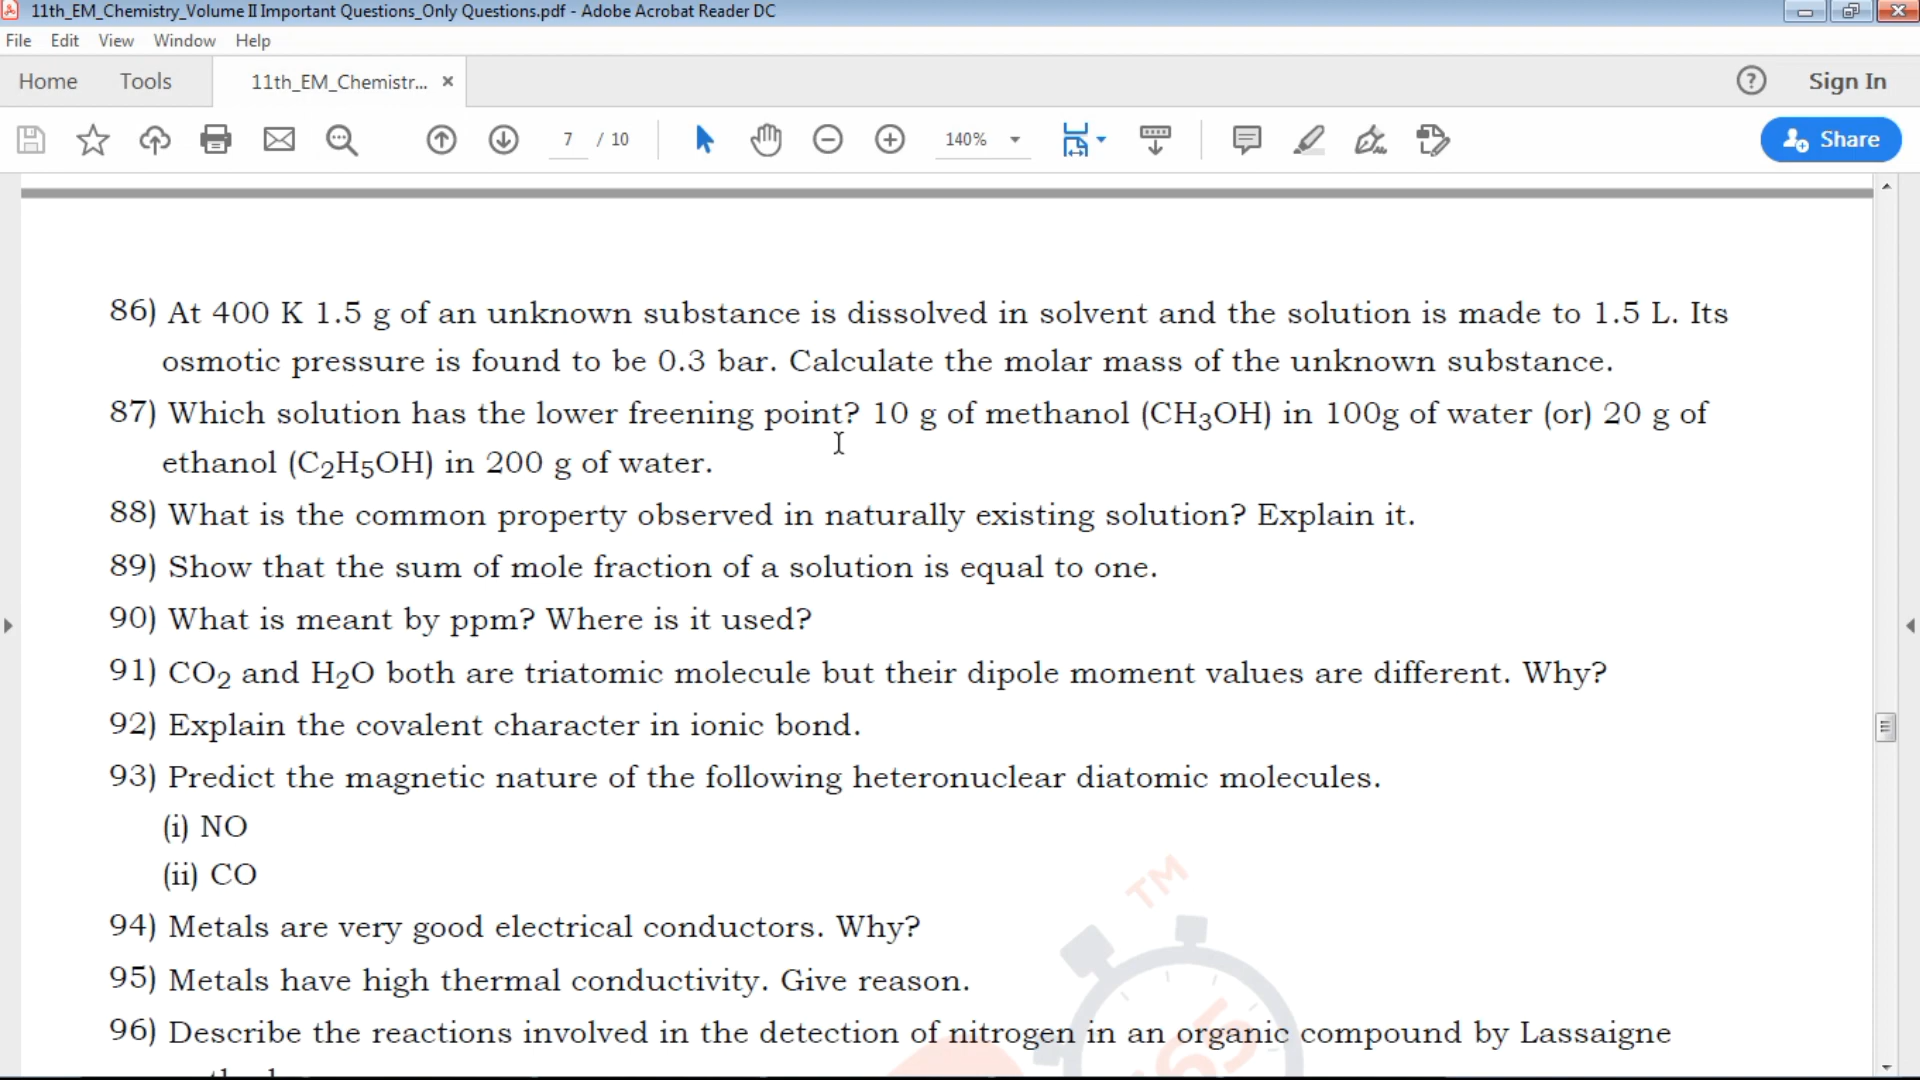 11th_EM_Chemistry_Volume II Important Questions_Only Questions.pdf - Adobe Acrobat Reader DC
File Edit View Window Help
Home Tools 11th_EM_Chemistr... × ? Sign In
7 / 10 140% Share
86) At 400 K 1.5 g of an unknown substance is dissolved in solvent and the solution is made to 1.5 L. Its
osmotic pressure is found to be 0.3 bar. Calculate the molar mass of the unknown substance.
87) Which solution has the lower freening point? 10 g of methanol (CH₃OH) in 100g of water (or) 20 g of
ethanol (C₂H₅OH) in 200 g of water.
88) What is the common property observed in naturally existing solution? Explain it.
89) Show that the sum of mole fraction of a solution is equal to one.
90) What is meant by ppm? Where is it used?
91) CO₂ and H₂O both are triatomic molecule but their dipole moment values are different. Why?
92) Explain the covalent character in ionic bond.
93) Predict the magnetic nature of the following heteronuclear diatomic molecules.
(i) NO
(ii) CO
TM
94) Metals are very good electrical conductors. Why?
95) Metals have high thermal conductivity. Give reason.
96) Describe the reactions involved in the detection of nitrogen in an organic compound by Lassaigne
65